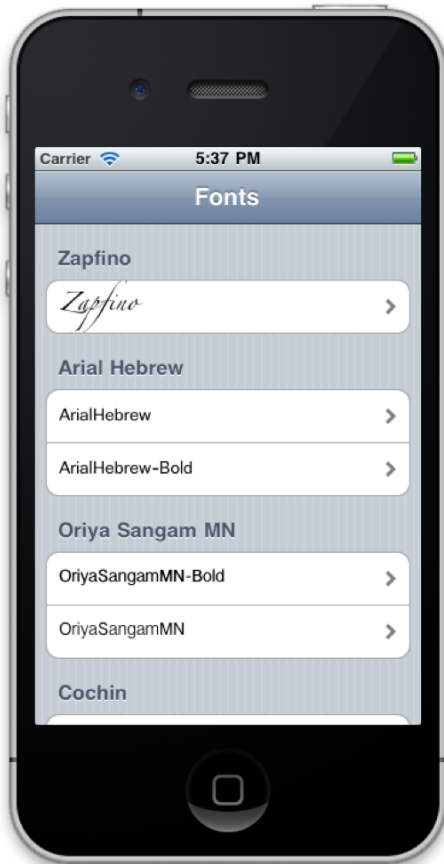 Carrier 5:37 PM
Fonts
Zapfino
Zapfino
Arial Hebrew
ArialHebrew
ArialHebrew-Bold
Oriya Sangam MN
OriyaSangamMN-Bold
OriyaSangamMN
Cochin